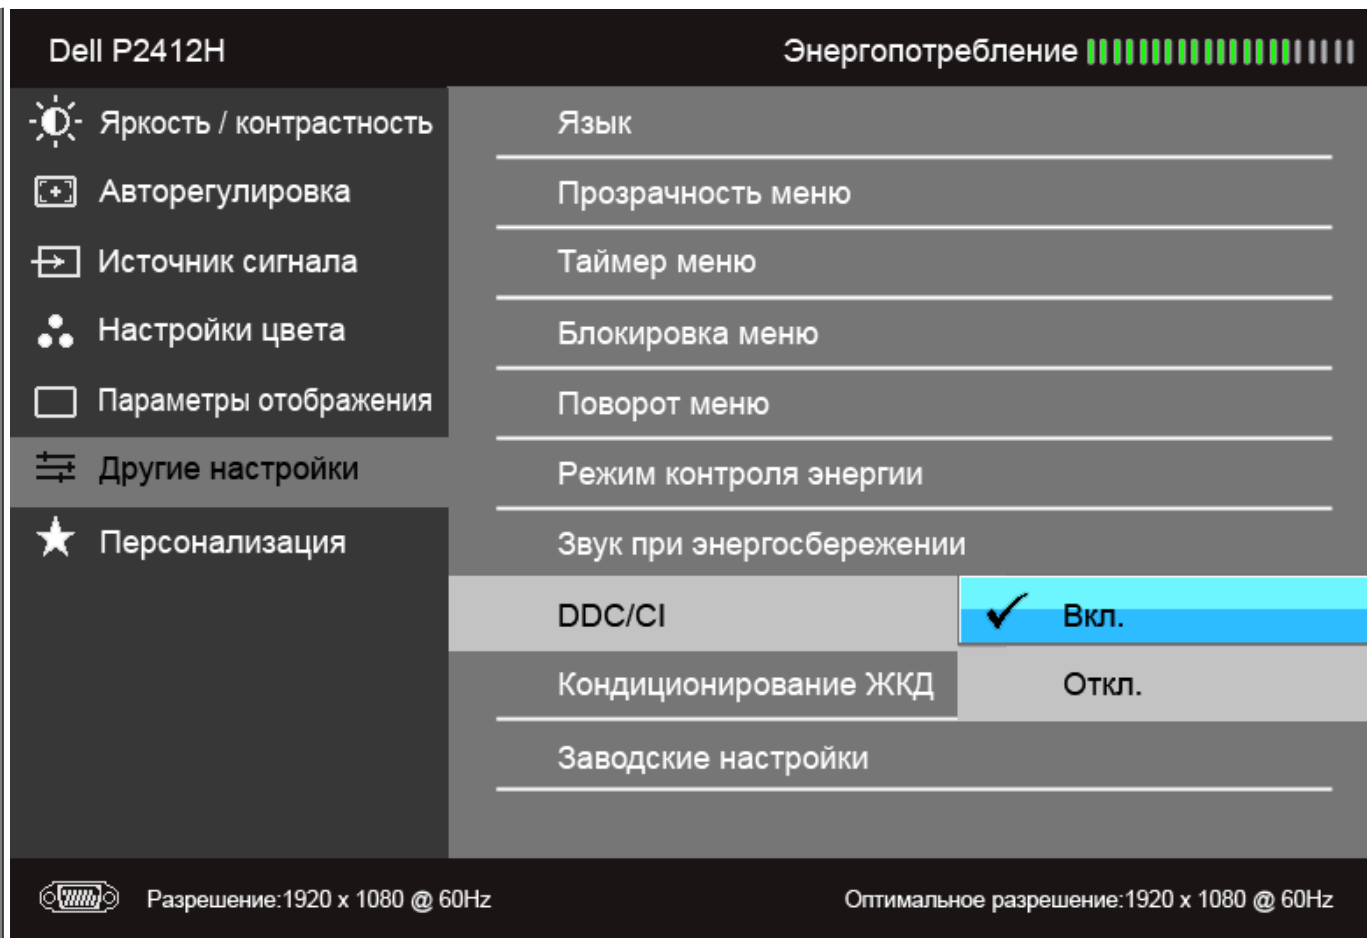 Dell P2412H
Энергопотребление
Яркость / контрастность
Авторегулировка
Источник сигнала
Настройки цвета
Параметры отображения
Другие настройки
Персонализация
Язык
Прозрачность меню
Таймер меню
Блокировка меню
Поворот меню
Режим контроля энергии
Звук при энергосбережении
DDC/CI
Вкл.
Откл.
Кондиционирование ЖКД
Заводские настройки
Разрешение:1920 x 1080 @ 60Hz
Оптимальное разрешение:1920 x 1080 @ 60Hz